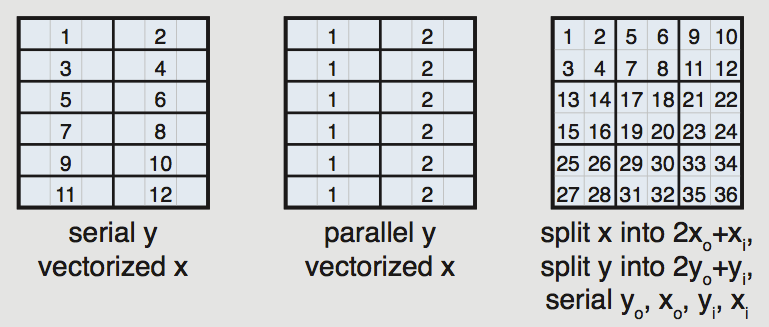 1 2
3 4
5 6
7 8
9 10
11 12
serial y
vectorized x
1 2
1 2
1 2
1 2
1 2
1 2
parallel y
vectorized x
1 2 5 6 9 10
3 4 7 8 11 12
13 14 17 18 21 22
15 16 19 20 23 24
25 26 29 30 33 34
27 28 31 32 35 36
split x into 2xₒ+xᵢ,
split y into 2yₒ+yᵢ,
serial yₒ, xₒ, yᵢ, xᵢ